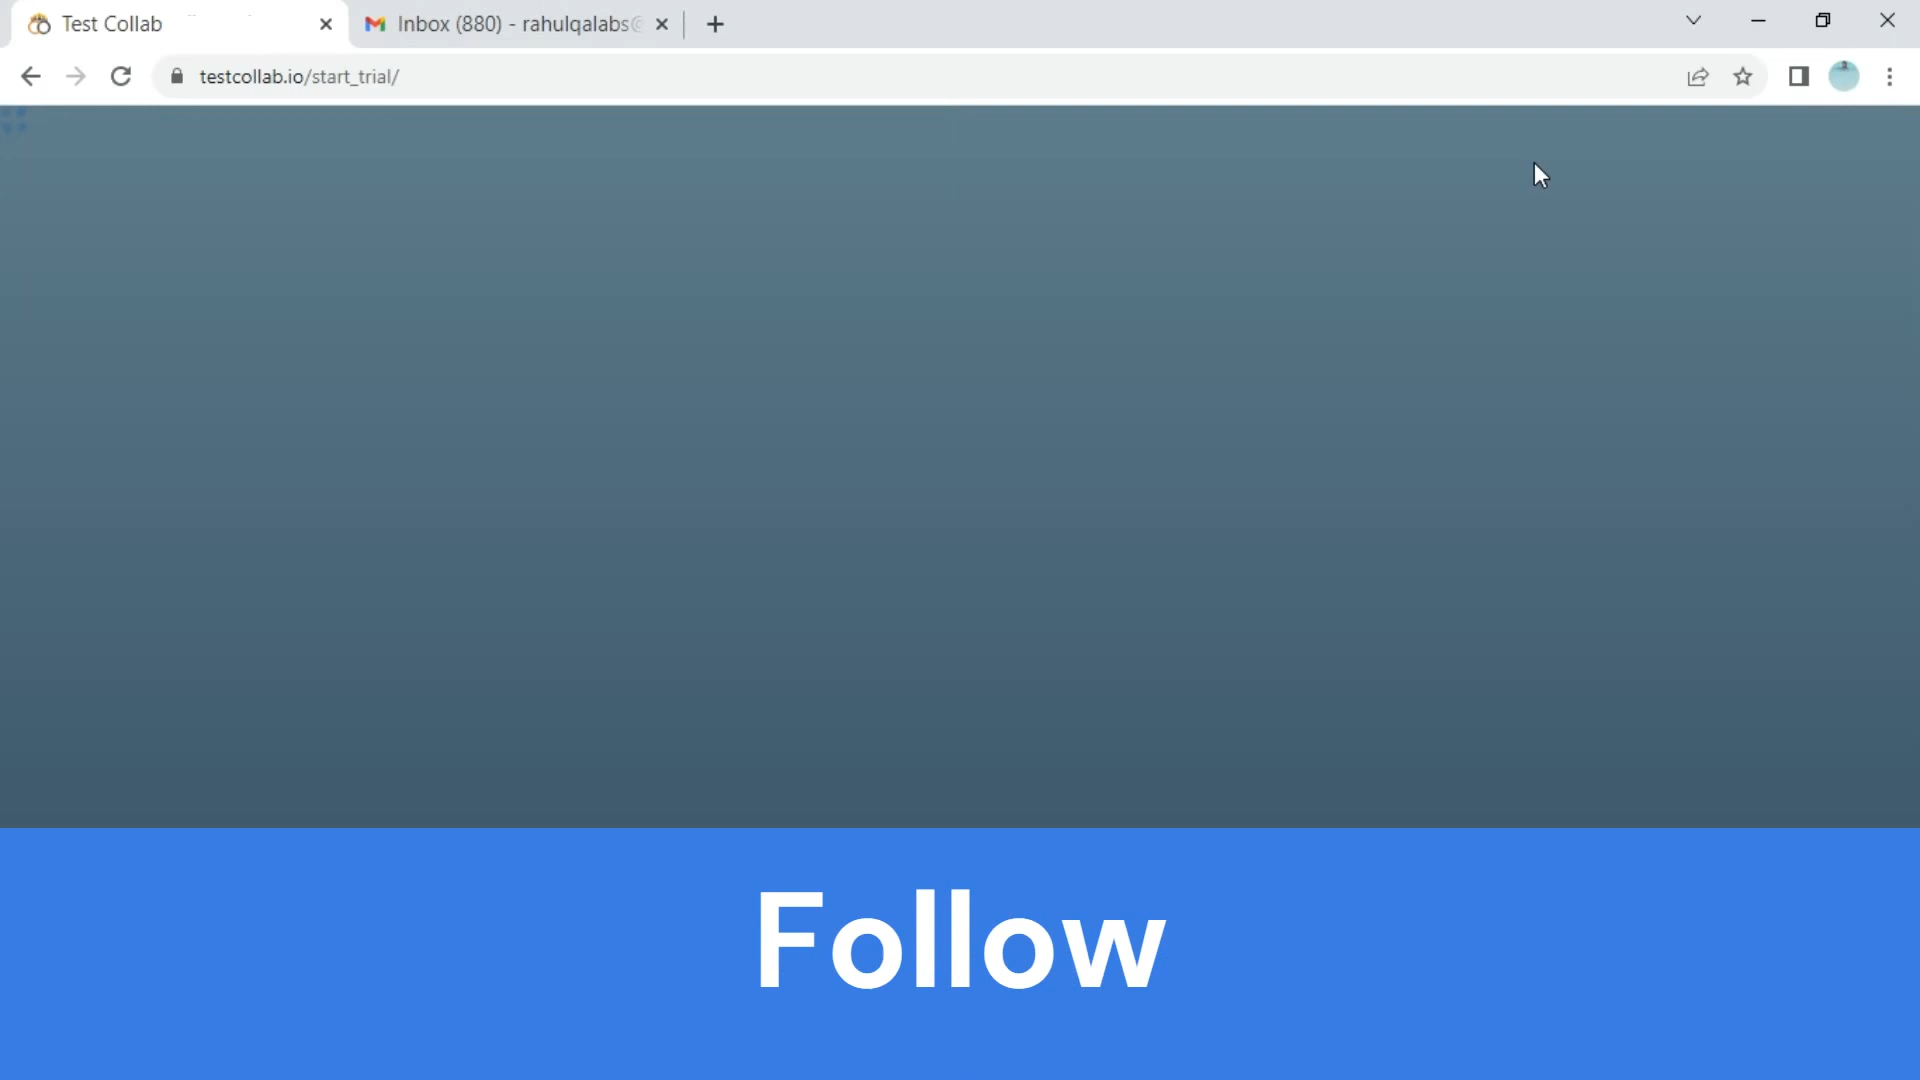 Test Collab
Inbox (880) - rahulqalabs@
testcollab.io/start_trial/
Follow